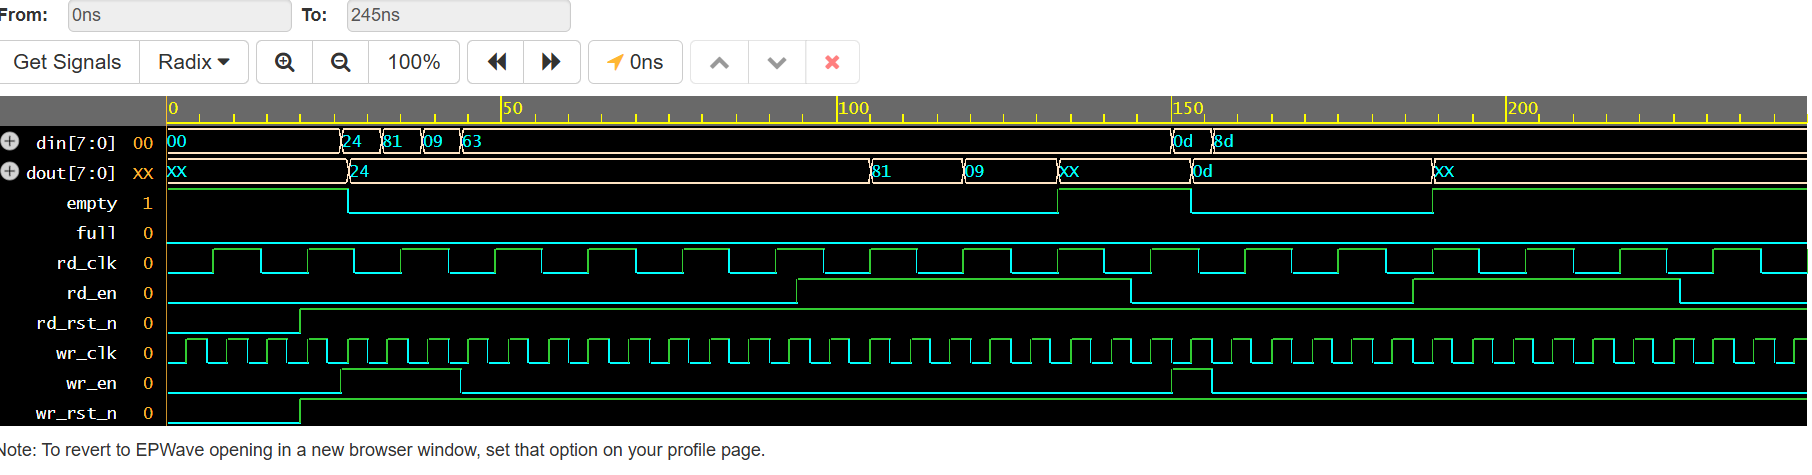 From: 0ns To: 245ns
Get Signals Radix 100% 0ns
0 50 100 150 200
din[7:0] 00 00 24 81 09 63 0d 8d
dout[7:0] XX XX 24 81 09 XX 0d XX
empty 1
full 0
rd_clk 0
rd_en 0
rd_rst_n 0
wr_clk 0
wr_en 0
wr_rst_n 0
Note: To revert to EPWave opening in a new browser window, set that option on your profile page.